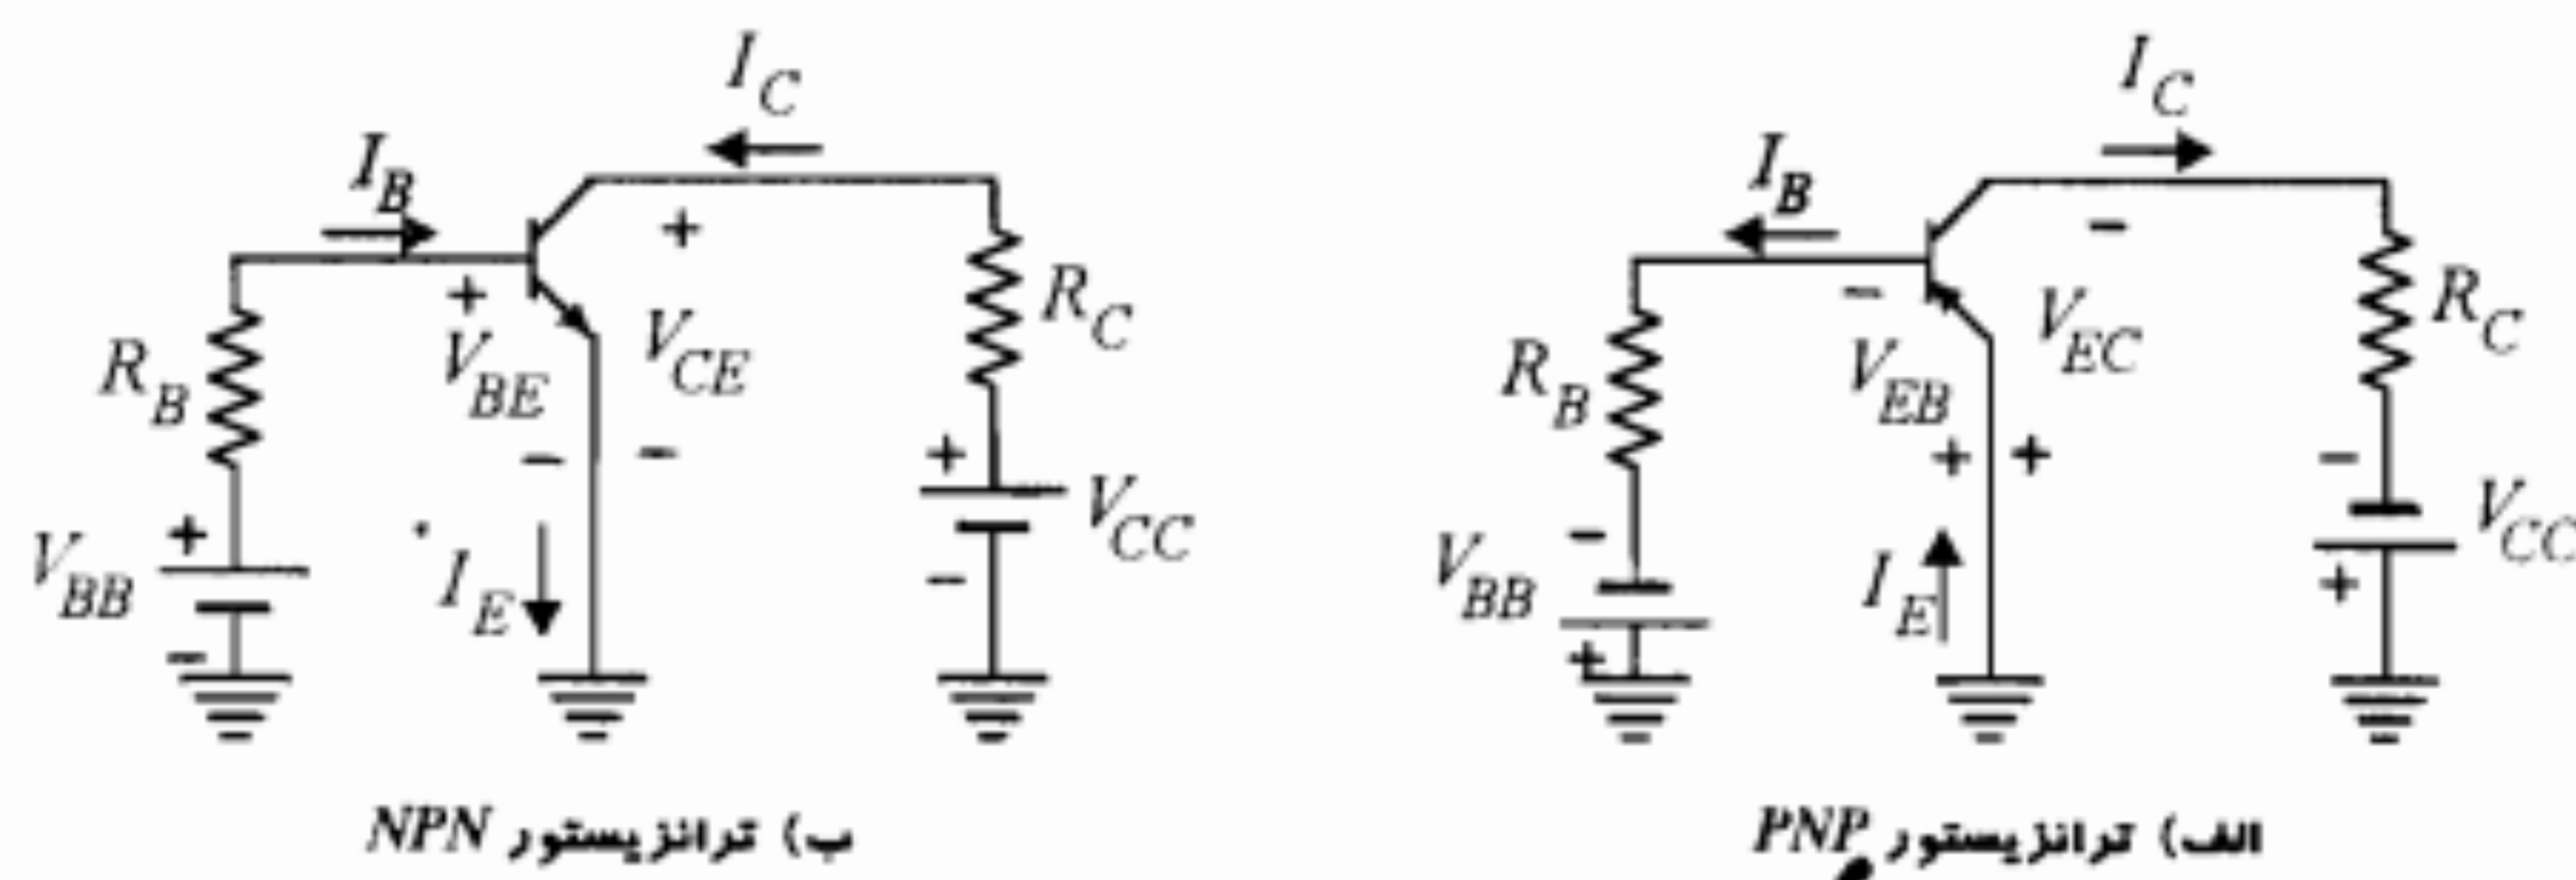 I_C
I_B
+
+
V_BE
V_CE
R_C
R_B
−
−
+
V_CC
+
V_BB
I_E
−
−
ب) ترانزیستور NPN
I_C
I_B
−
−
V_EC
R_C
R_B
V_EB
+
+
−
V_CC
−
V_BB
I_E
+
+
الف) ترانزیستور PNP